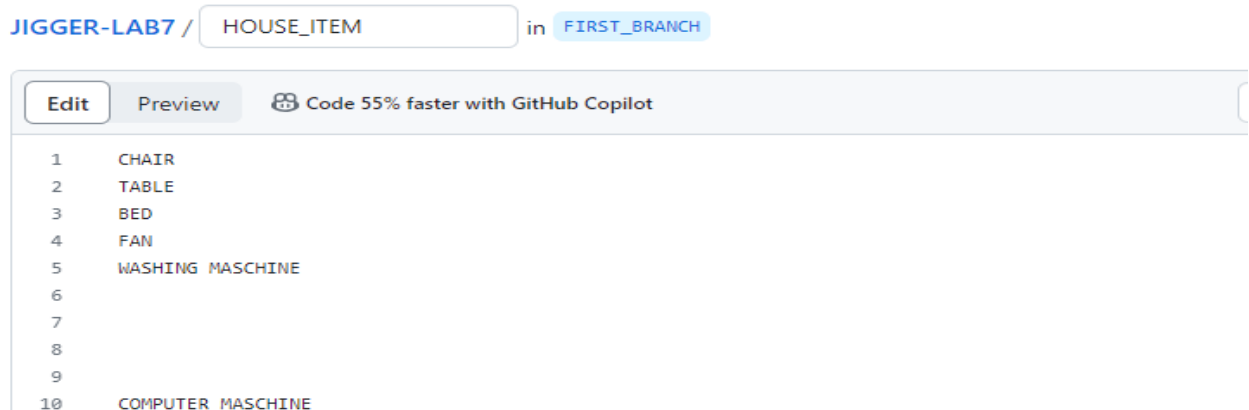 JIGGER-LAB7 / HOUSE_ITEM in FIRST_BRANCH
Edit Preview Code 55% faster with GitHub Copilot
1 CHAIR
2 TABLE
3 BED
4 FAN
5 WASHING MASCHINE
6
7
8
9
10 COMPUTER MASCHINE